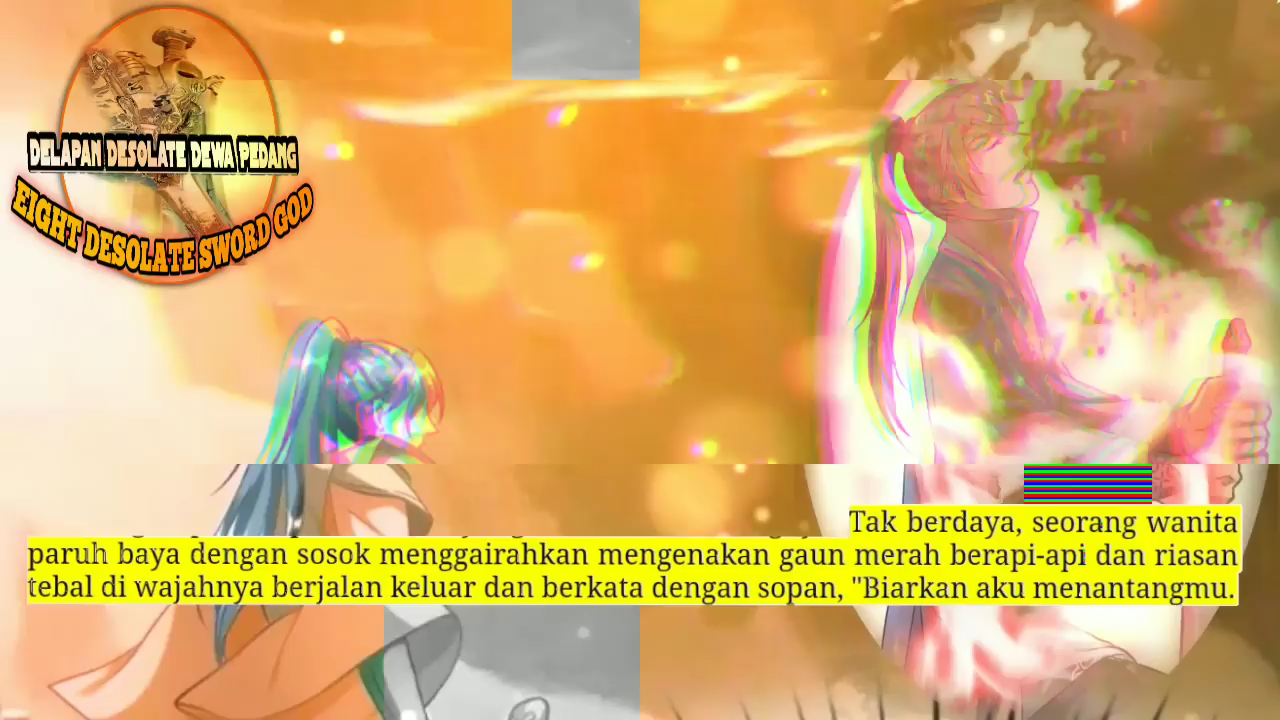 DELAPAN DESOLATE DEWA PEDANG
EIGHT DESOLATE SWORD GOD
Tak berdaya, seorang wanita
paruh baya dengan sosok menggairahkan mengenakan gaun merah berapi-api dan riasan
tebal di wajahnya berjalan keluar dan berkata dengan sopan, "Biarkan aku menantangmu.